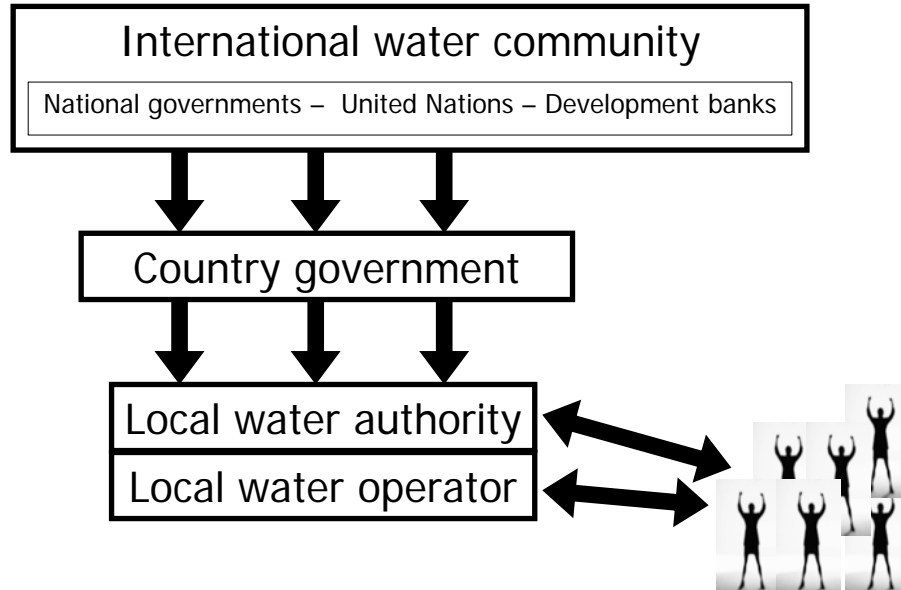 International water community
National governments – United Nations – Development banks
Country government
Local water authority
Local water operator